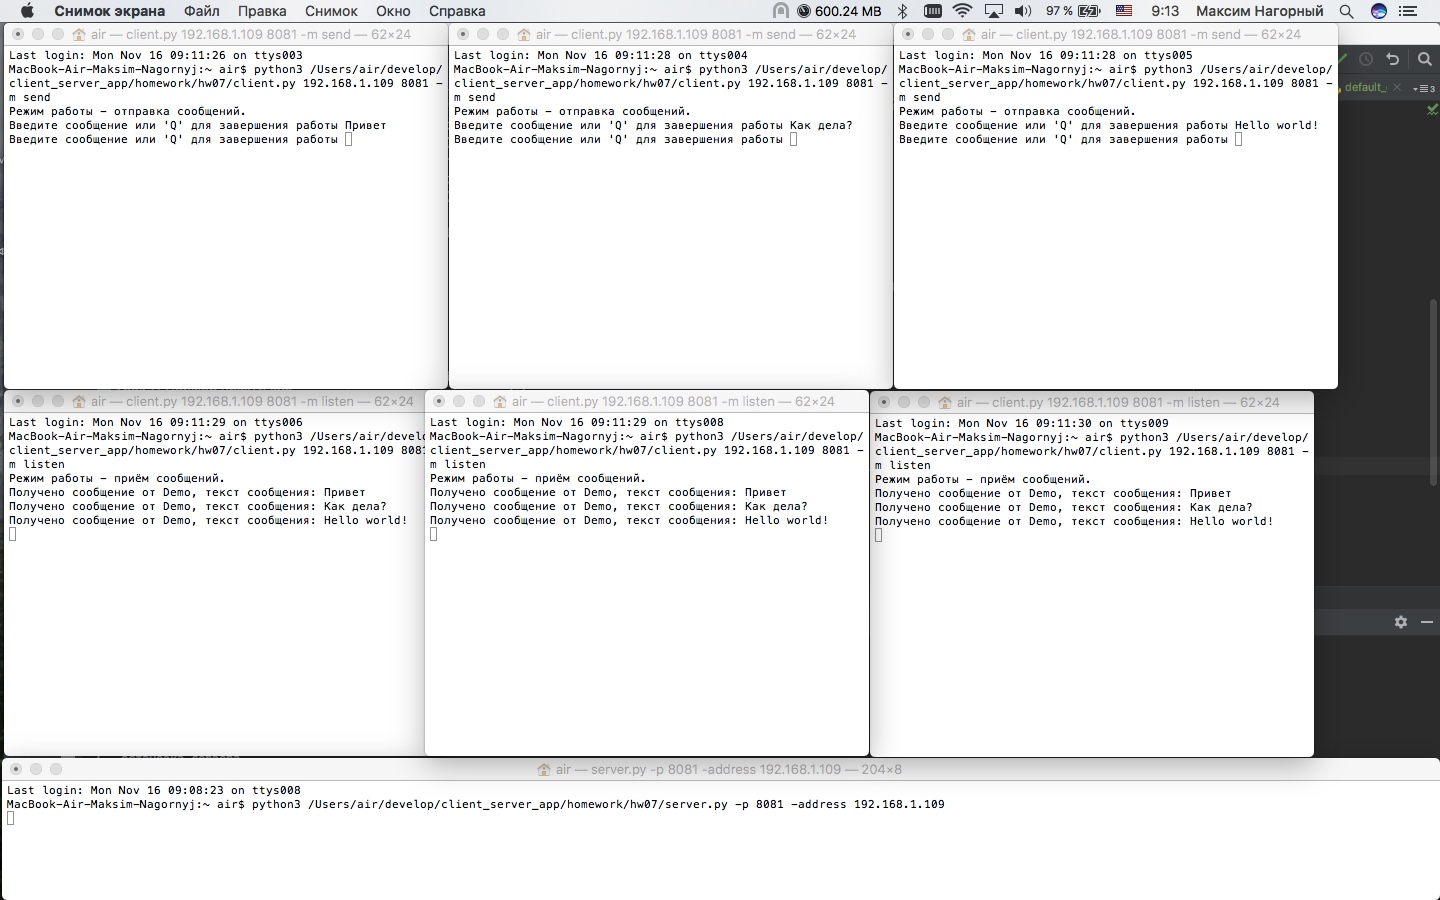 Снимок экрана Файл Правка Снимок Окно Справка 600.24 MB 97 % 9:13 Максим Нагорный
air — client.py 192.168.1.109 8081 -m send — 62×24
Last login: Mon Nov 16 09:11:26 on ttys003
MacBook-Air-Maksim-Nagornyj:~ air$ python3 /Users/air/develop/
client_server_app/homework/hw07/client.py 192.168.1.109 8081 -
m send
Режим работы - отправка сообщений.
Введите сообщение или 'Q' для завершения работы Привет
Введите сообщение или 'Q' для завершения работы
air — client.py 192.168.1.109 8081 -m send — 62×24
Last login: Mon Nov 16 09:11:28 on ttys004
MacBook-Air-Maksim-Nagornyj:~ air$ python3 /Users/air/develop/
client_server_app/homework/hw07/client.py 192.168.1.109 8081 -
m send
Режим работы - отправка сообщений.
Введите сообщение или 'Q' для завершения работы Как дела?
Введите сообщение или 'Q' для завершения работы
air — client.py 192.168.1.109 8081 -m send — 62×24
Last login: Mon Nov 16 09:11:28 on ttys005
MacBook-Air-Maksim-Nagornyj:~ air$ python3 /Users/air/develop/
client_server_app/homework/hw07/client.py 192.168.1.109 8081 -
m send
Режим работы - отправка сообщений.
Введите сообщение или 'Q' для завершения работы Hello world!
Введите сообщение или 'Q' для завершения работы
default_
3
air — client.py 192.168.1.109 8081 -m listen — 62×24
Last login: Mon Nov 16 09:11:29 on ttys006
MacBook-Air-Maksim-Nagornyj:~ air$ python3 /Users/air/develo
client_server_app/homework/hw07/client.py 192.168.1.109 8081
m listen
Режим работы - приём сообщений.
Получено сообщение от Demo, текст сообщения: Привет
Получено сообщение от Demo, текст сообщения: Как дела?
Получено сообщение от Demo, текст сообщения: Hello world!
air — client.py 192.168.1.109 8081 -m listen — 62×24
Last login: Mon Nov 16 09:11:29 on ttys008
MacBook-Air-Maksim-Nagornyj:~ air$ python3 /Users/air/develop/
client_server_app/homework/hw07/client.py 192.168.1.109 8081 -
m listen
Режим работы - приём сообщений.
Получено сообщение от Demo, текст сообщения: Привет
Получено сообщение от Demo, текст сообщения: Как дела?
Получено сообщение от Demo, текст сообщения: Hello world!
air — client.py 192.168.1.109 8081 -m listen — 62×24
Last login: Mon Nov 16 09:11:30 on ttys009
MacBook-Air-Maksim-Nagornyj:~ air$ python3 /Users/air/develop/
client_server_app/homework/hw07/client.py 192.168.1.109 8081 -
m listen
Режим работы - приём сообщений.
Получено сообщение от Demo, текст сообщения: Привет
Получено сообщение от Demo, текст сообщения: Как дела?
Получено сообщение от Demo, текст сообщения: Hello world!
air — server.py -p 8081 -address 192.168.1.109 — 204×8
Last login: Mon Nov 16 09:08:23 on ttys008
MacBook-Air-Maksim-Nagornyj:~ air$ python3 /Users/air/develop/client_server_app/homework/hw07/server.py -p 8081 -address 192.168.1.109